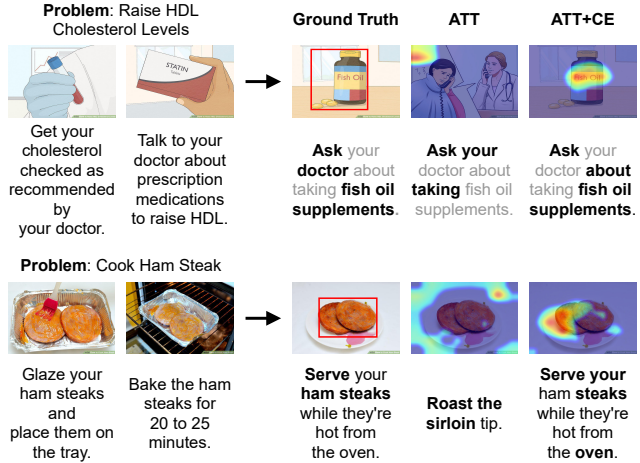 Problem: Raise HDL
Cholesterol Levels
Ground Truth
ATT
ATT+CE
STATIN
Fish Oil
Fish Oil
Get your
cholesterol
checked as
recommended
by
your doctor.
Talk to your
doctor about
prescription
medications
to raise HDL.
Ask your
doctor about
taking fish oil
supplements.
Ask your
doctor about
taking fish oil
supplements.
Ask your
doctor about
taking fish oil
supplements.
Problem: Cook Ham Steak
Glaze your
ham steaks
and
place them on
the tray.
Bake the ham
steaks for
20 to 25
minutes.
Serve your
ham steaks
while they're
hot from
the oven.
Roast the
sirloin tip.
Serve your
ham steaks
while they're
hot from
the oven.